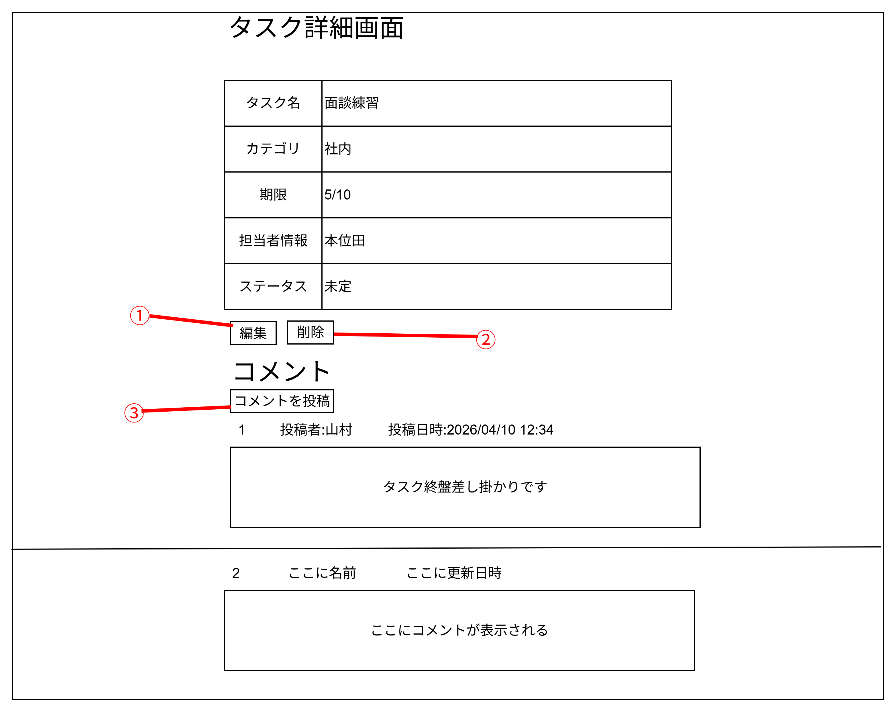 タスク詳細画面
タスク名 面談練習
カテゴリ 社内
期限 5/10
担当者情報 本位田
ステータス 未定
① 編集 削除 ②
コメント
③ コメントを投稿
1 投稿者:山村 投稿日時:2026/04/10 12:34
タスク終盤差し掛かりです
2 ここに名前 ここに更新日時
ここにコメントが表示される